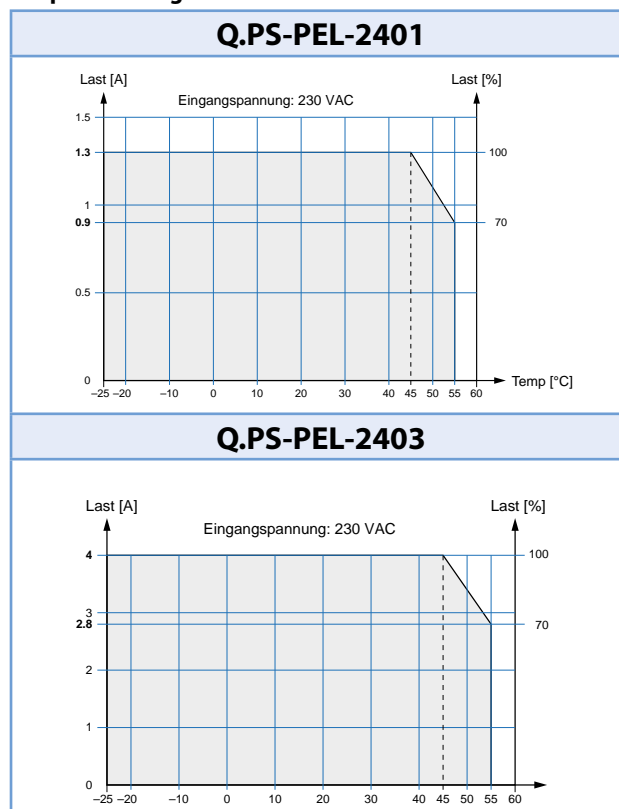 Q.PS-PEL-2401
Last [A]
Last [%]
Eingangspannung: 230 VAC
1.5
1.3
100
1
0.9
70
0.5
0
Temp [°C]
–25 –20 –10 0 10 20 30 40 45 50 55 60
Q.PS-PEL-2403
Last [A]
Last [%]
Eingangspannung: 230 VAC
4
100
3
2.8
70
2
1
0
–25 –20 –10 0 10 20 30 40 45 50 55 60